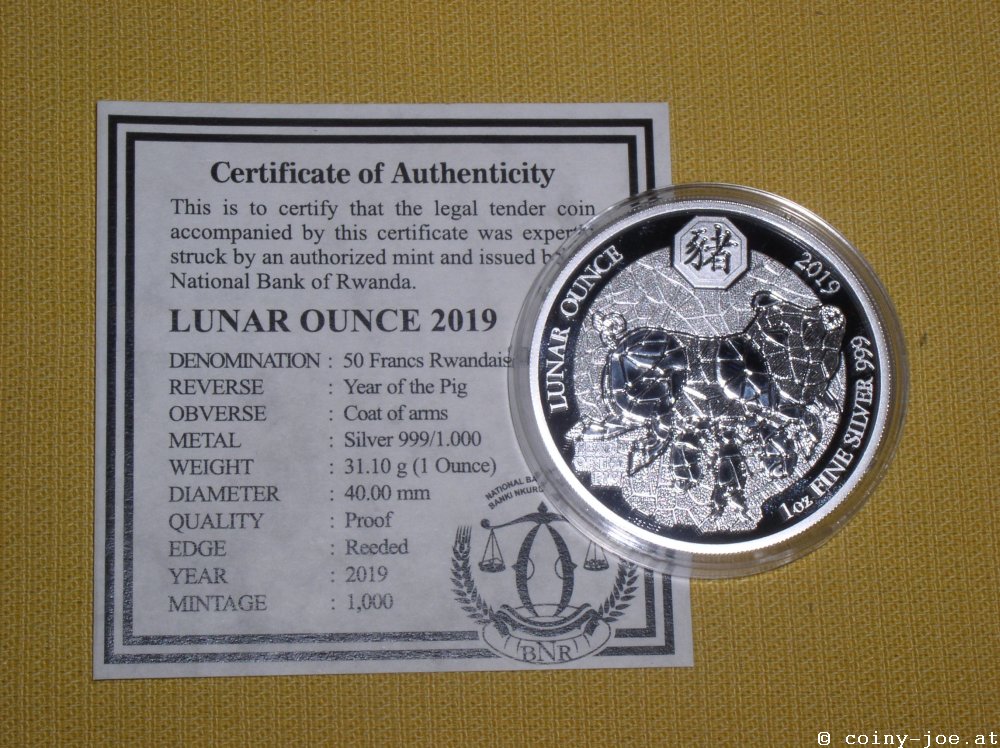 Certificate of Authenticity
This is to certify that the legal tender coin
accompanied by this certificate was
struck by an authorized mint and issued
National Bank of Rwanda.
LUNAR OUNCE 2019
DENOMINATION : 50 Francs Rwandais
REVERSE : Year of the Pig
OBVERSE : Coat of arms
METAL : Silver 999/1.000
WEIGHT : 31.10 g (1 Ounce)
DIAMETER : 40.00 mm
QUALITY : Proof
EDGE : Reeded
YEAR : 2019
MINTAGE : 1,000
NATIONAL
BANKI
BNR
豬
LUNAR OUNCE
2019
1oz FINE SILVER 999
© coiny-joe.at